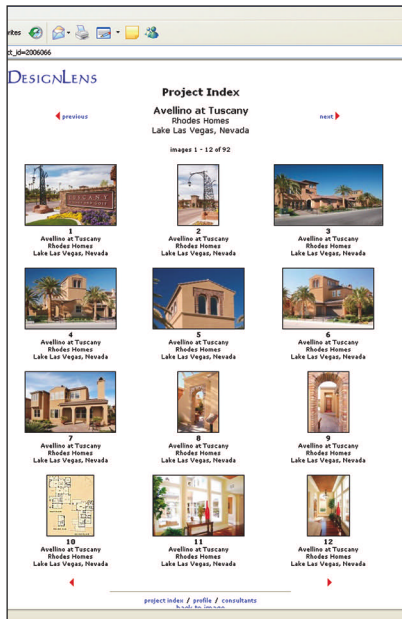 rites
ct_id=2006066
DESIGNLENS
Project Index
previous
Avellino at Tuscany
Rhodes Homes
Lake Las Vegas, Nevada
next
images 1 - 12 of 92
TUSCANY
1
Avellino at Tuscany
Rhodes Homes
Lake Las Vegas, Nevada
2
Avellino at Tuscany
Rhodes Homes
Lake Las Vegas, Nevada
3
Avellino at Tuscany
Rhodes Homes
Lake Las Vegas, Nevada
4
Avellino at Tuscany
Rhodes Homes
Lake Las Vegas, Nevada
5
Avellino at Tuscany
Rhodes Homes
Lake Las Vegas, Nevada
6
Avellino at Tuscany
Rhodes Homes
Lake Las Vegas, Nevada
7
Avellino at Tuscany
Rhodes Homes
Lake Las Vegas, Nevada
8
Avellino at Tuscany
Rhodes Homes
Lake Las Vegas, Nevada
9
Avellino at Tuscany
Rhodes Homes
Lake Las Vegas, Nevada
10
Avellino at Tuscany
Rhodes Homes
Lake Las Vegas, Nevada
11
Avellino at Tuscany
Rhodes Homes
Lake Las Vegas, Nevada
12
Avellino at Tuscany
Rhodes Homes
Lake Las Vegas, Nevada
project index / profile / consultants
back to image